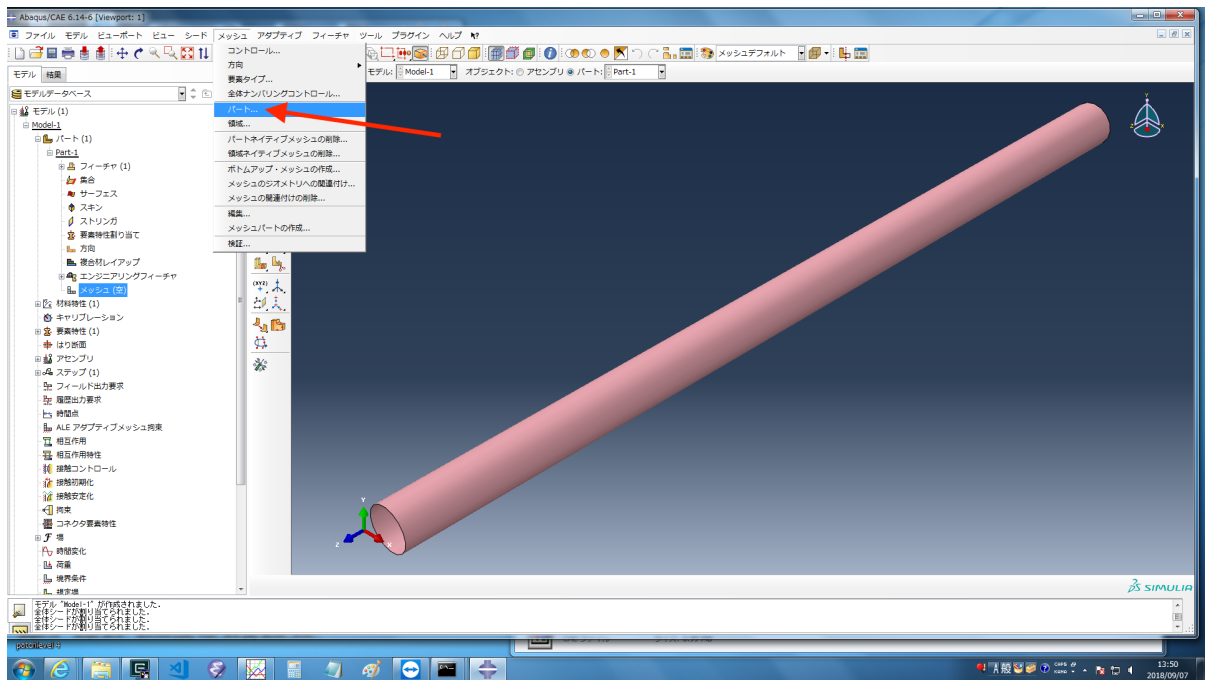 Abaqus/CAE 6.14-6 [Viewport: 1]
ファイル モデル ビューポート ビュー シード メッシュ アダプティブ フィーチャ ツール プラグイン ヘルプ
メッシュデフォルト
モデル 結果
モデル: Model-1 オブジェクト: アセンブリ パート: Part-1
モデルデータベース
モデル (1)
Model-1
パート (1)
Part-1
フィーチャ (1)
集合
サーフェス
スキン
ストリンガ
要素特性割り当て
方向
複合材レイアップ
エンジニアリングフィーチャ
メッシュ (空)
材料特性 (1)
キャリブレーション
要素特性 (1)
はり断面
アセンブリ
ステップ (1)
フィールド出力要求
履歴出力要求
時間点
ALE アダプティブメッシュ拘束
相互作用
相互作用特性
接触コントロール
接触初期化
接触安定化
拘束
コネクタ要素特性
場
時間変化
荷重
境界条件
コントロール...
方向
要素タイプ...
全体ナンバリングコントロール...
パート...
領域...
パートネイティブメッシュの削除...
領域ネイティブメッシュの削除...
ボトムアップ・メッシュの作成...
メッシュのジオメトリへの関連付け...
メッシュの関連付けの削除...
編集...
メッシュパートの作成...
検証...
(XYZ)
Y
Z
X
Y
Z
X
SIMULIA
モデル "Model-1" が作成されました.
全体シードが割り当てられました.
全体シードが割り当てられました.
全体シードが割り当てられました.
A 般
CAPS
KANA
13:50
2018/09/07